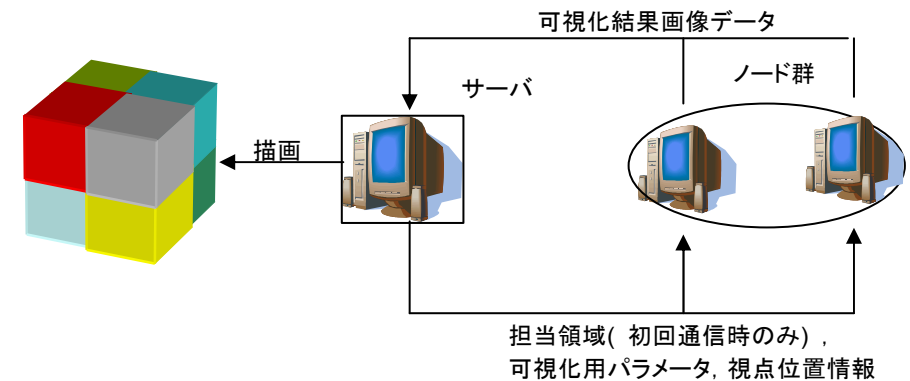 可視化結果画像データ
サーバ
ノード群
描画
担当領域( 初回通信時のみ) ,
可視化用パラメータ, 視点位置情報